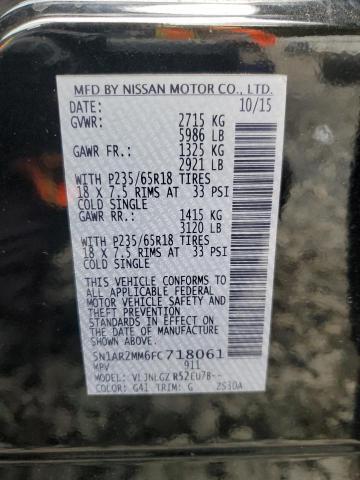 MFD BY NISSAN MOTOR CO., LTD.
DATE: 10/15
GVWR: 2715 KG
5986 LB
GAWR FR.: 1325 KG
2921 LB
WITH P235/65R18 TIRES
18 X 7.5 RIMS AT 33 PSI
COLD SINGLE
GAWR RR.: 1415 KG
3120 LB
WITH P235/65R18 TIRES
18 X 7.5 RIMS AT 33 PSI
COLD SINGLE
THIS VEHICLE CONFORMS TO ALL
APPLICABLE FEDERAL MOTOR
VEHICLE SAFETY, BUMPER AND
THEFT PREVENTION
STANDARDS IN EFFECT ON THE
DATE OF MANUFACTURE SHOWN
ABOVE.
5N1AR2MM6FC718061
MPV 911
MODEL: R52EU7B--
COLOR: G41 TRIM: G